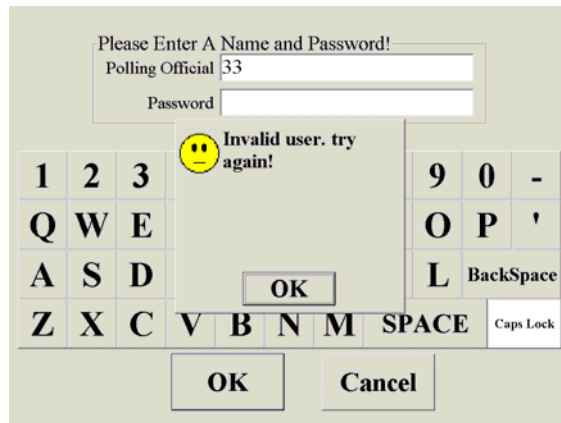 Please Enter A Name and Password!
Polling Official 33
Password
Invalid user. try
again!
1 2 3 9 0 -
Q W E O P '
A S D OK L BackSpace
Z X C V B N M SPACE Caps Lock
OK Cancel